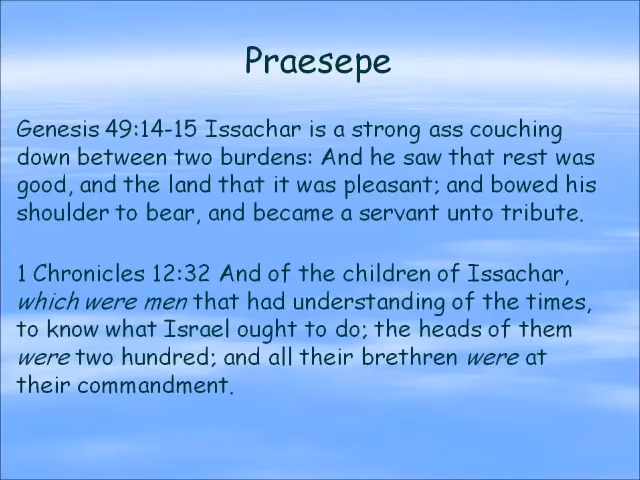 Praesepe
Genesis 49:14-15 Issachar is a strong ass couching
down between two burdens: And he saw that rest was
good, and the land that it was pleasant; and bowed his
shoulder to bear, and became a servant unto tribute.
1 Chronicles 12:32 And of the children of Issachar,
which were men that had understanding of the times,
to know what Israel ought to do; the heads of them
were two hundred; and all their brethren were at
their commandment.